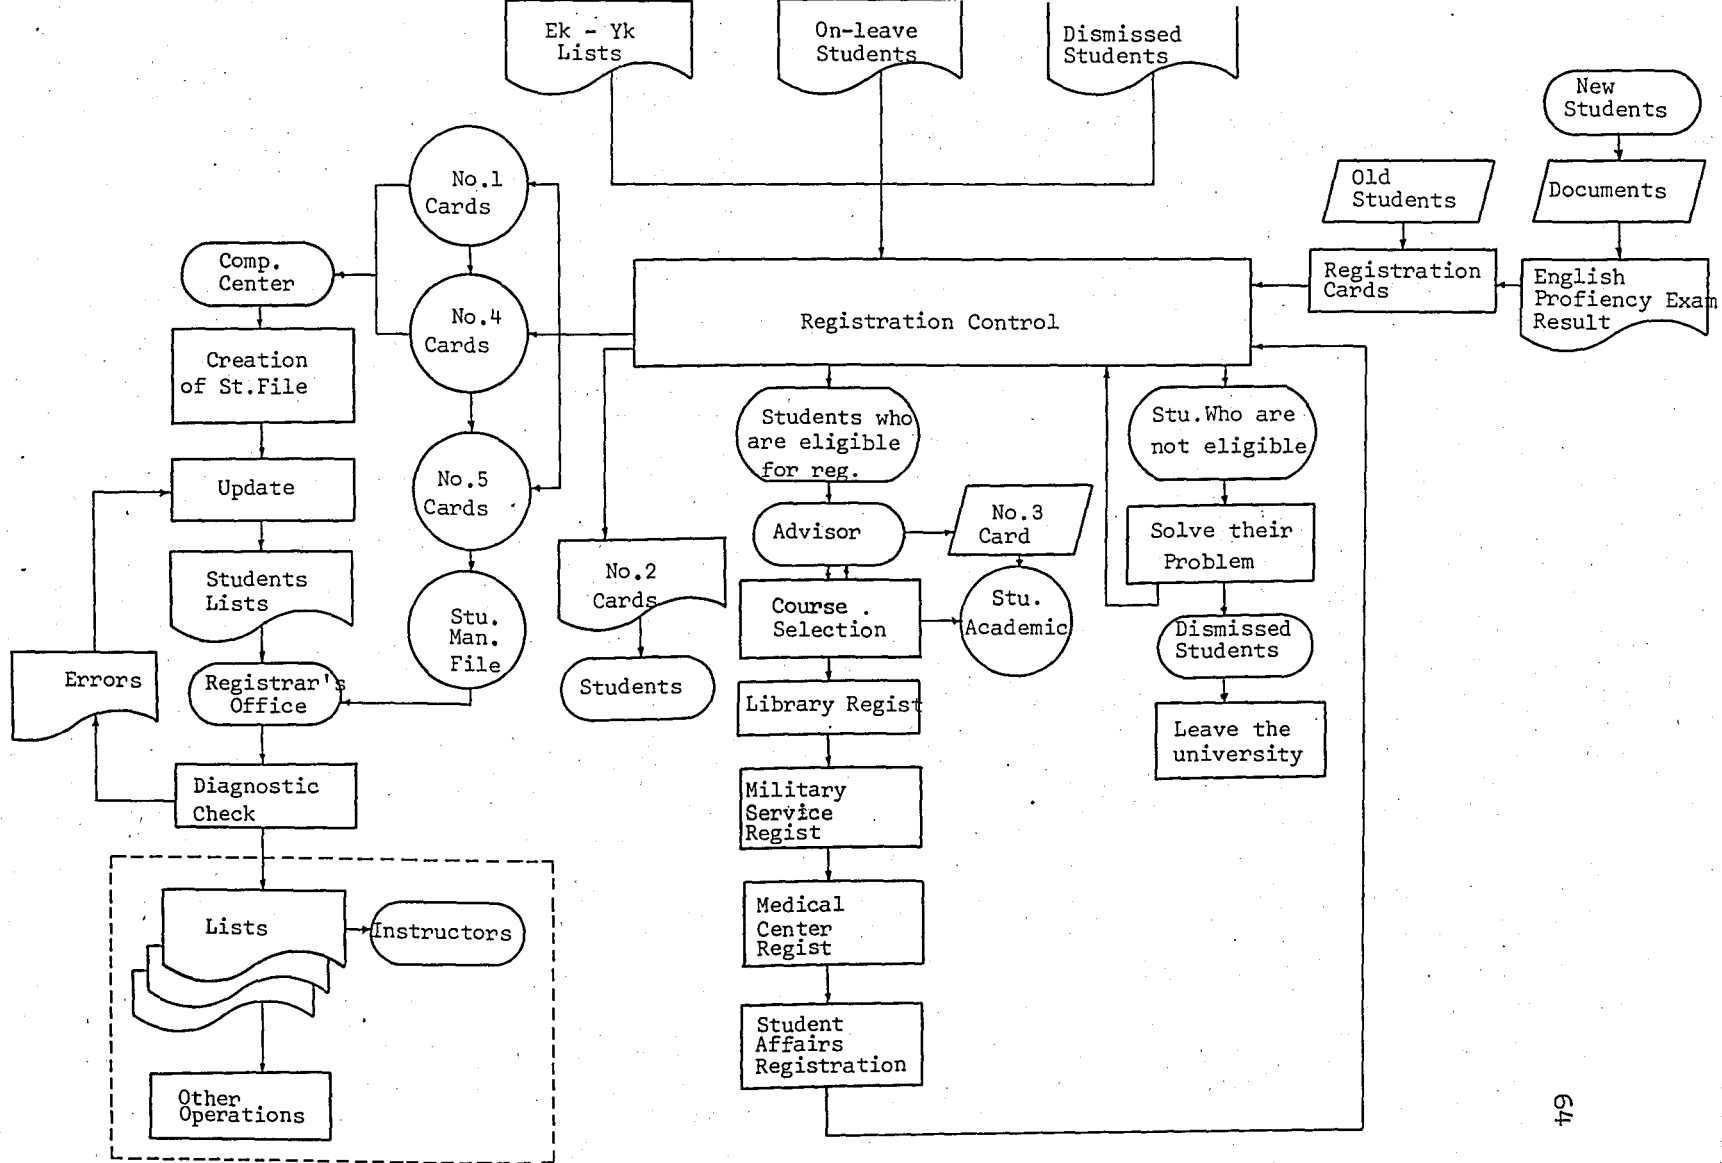 Ek - Yk
Lists
On-leave
Students
Dismissed
Students
New
Students
Old
Students
Documents
Registration
Cards
English
Profiency Exam
Result
No.1
Cards
Comp.
Center
No.4
Cards
Registration Control
Creation
of St.File
Students who
are eligible
for reg.
Stu.Who are
not eligible
Update
No.5
Cards
Advisor
No.3
Card
Solve their
Problem
Students
Lists
No.2
Cards
Course .
Selection
Stu.
Academic
Stu.
Man.
File
Dismissed
Students
Errors
Registrar's
Office
Students
Library Regist
Leave the
university
Diagnostic
Check
Military
Service
Regist
Lists
Instructors
Medical
Center
Regist
Student
Affairs
Registration
Other
Operations
64